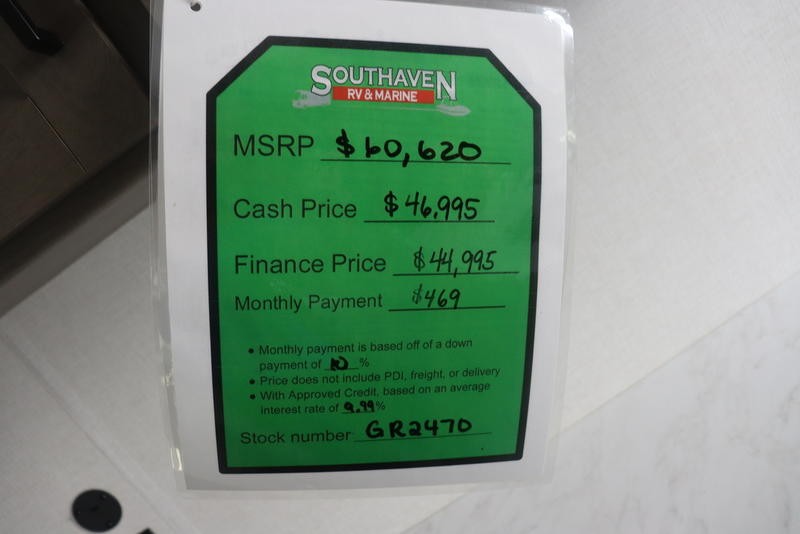 SOUTHAVEN
RV & MARINE
MSRP $60,620
Cash Price $46,995
Finance Price $44,995
Monthly Payment $469
• Monthly payment is based off of a down
payment of 10 %
• Price does not include PDI, freight, or delivery
• With Approved Credit, based on an average
interest rate of 9.99%
Stock number GR2470